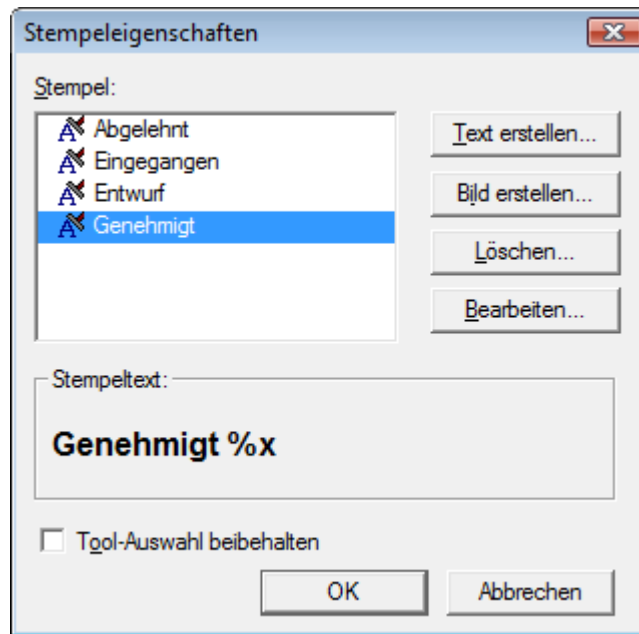 Stempeleigenschaften
Stempel:
Abgelehnt
Eingegangen
Entwurf
Genehmigt
Text erstellen...
Bild erstellen...
Löschen...
Bearbeiten...
Stempeltext:
Genehmigt %x
Tool-Auswahl beibehalten
OK
Abbrechen